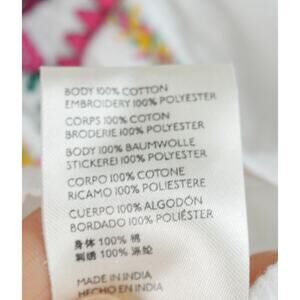 BODY 100% COTTON
EMBROIDERY 100% POLYESTER
CORPS 100% COTON
BRODERIE 100% POLYESTER
BODY 100% BAUMWOLLE
STICKEREI 100% POLYESTER
CORPO 100% COTONE
RICAMO 100% POLIESTERE
CUERPO 100% ALGODÓN
BORDADO 100% POLIÉSTER
身体 100% 棉
刺绣 100% 涤纶
MADE IN INDIA
HECHO EN INDIA